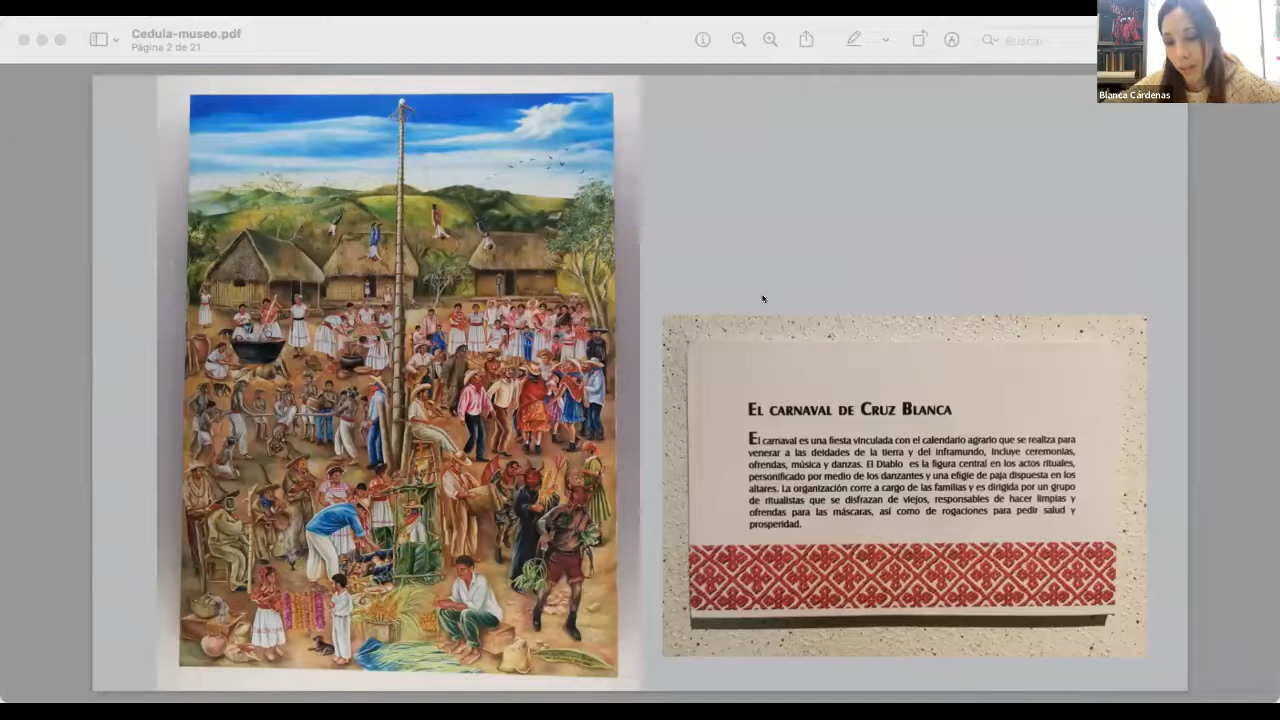 Cedula-museo.pdf
Página 2 de 21
Buscar
Blanca Cárdenas
El carnaval de Cruz Blanca
El carnaval es una fiesta vinculada con el calendario agrario que se realiza para
venerar a las deidades de la tierra y del inframundo, incluye ceremonias,
ofrendas, música y danzas. El Diablo es la figura central en los actos rituales,
personificado por medio de los danzantes y una efigie de paja dispuesta en los
altares. La organización corre a cargo de las familias y es dirigida por un grupo
de ritualistas que se disfrazan de viejos, responsables de hacer limpias y
ofrendas para las máscaras, así como de rogaciones para pedir salud y
prosperidad.